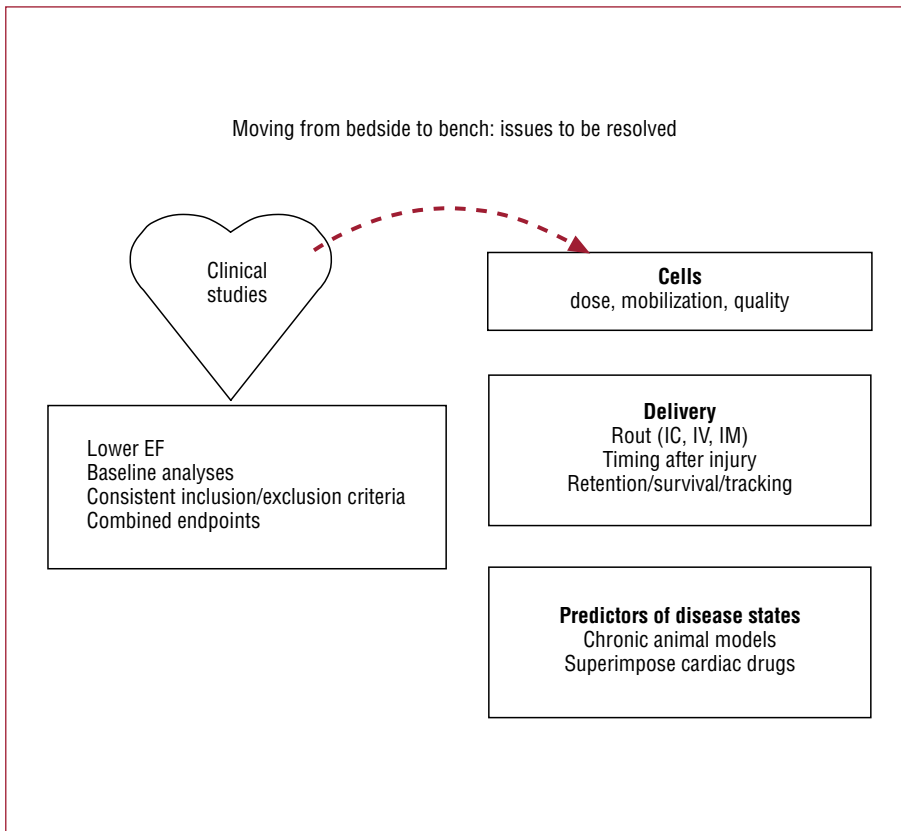 Moving from bedside to bench: issues to be resolved
Clinical
studies
Lower EF
Baseline analyses
Consistent inclusion/exclusion criteria
Combined endpoints
Cells
dose, mobilization, quality
Delivery
Rout (IC, IV, IM)
Timing after injury
Retention/survival/tracking
Predictors of disease states
Chronic animal models
Superimpose cardiac drugs